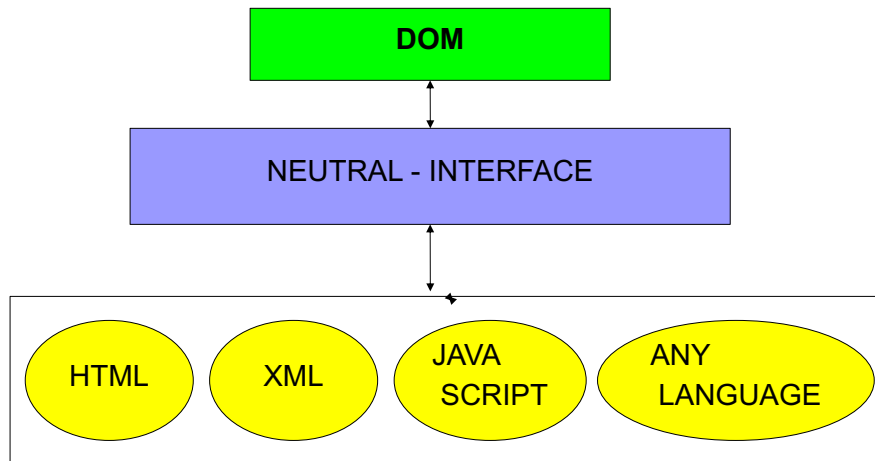 DOM
NEUTRAL - INTERFACE
HTML
XML
JAVA
SCRIPT
ANY
LANGUAGE